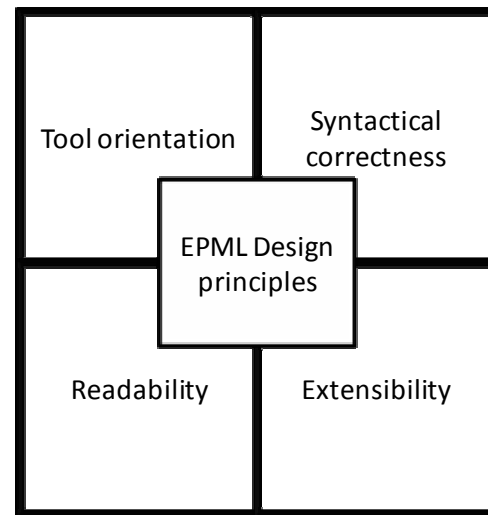 Tool orientation
Syntactical
correctness
EPML Design
principles
Readability
Extensibility